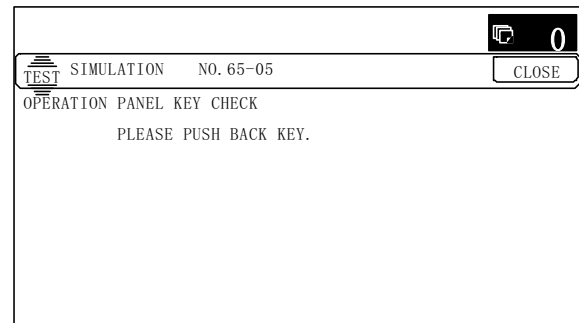 0
TEST SIMULATION NO. 65-05 CLOSE
OPERATION PANEL KEY CHECK
PLEASE PUSH BACK KEY.